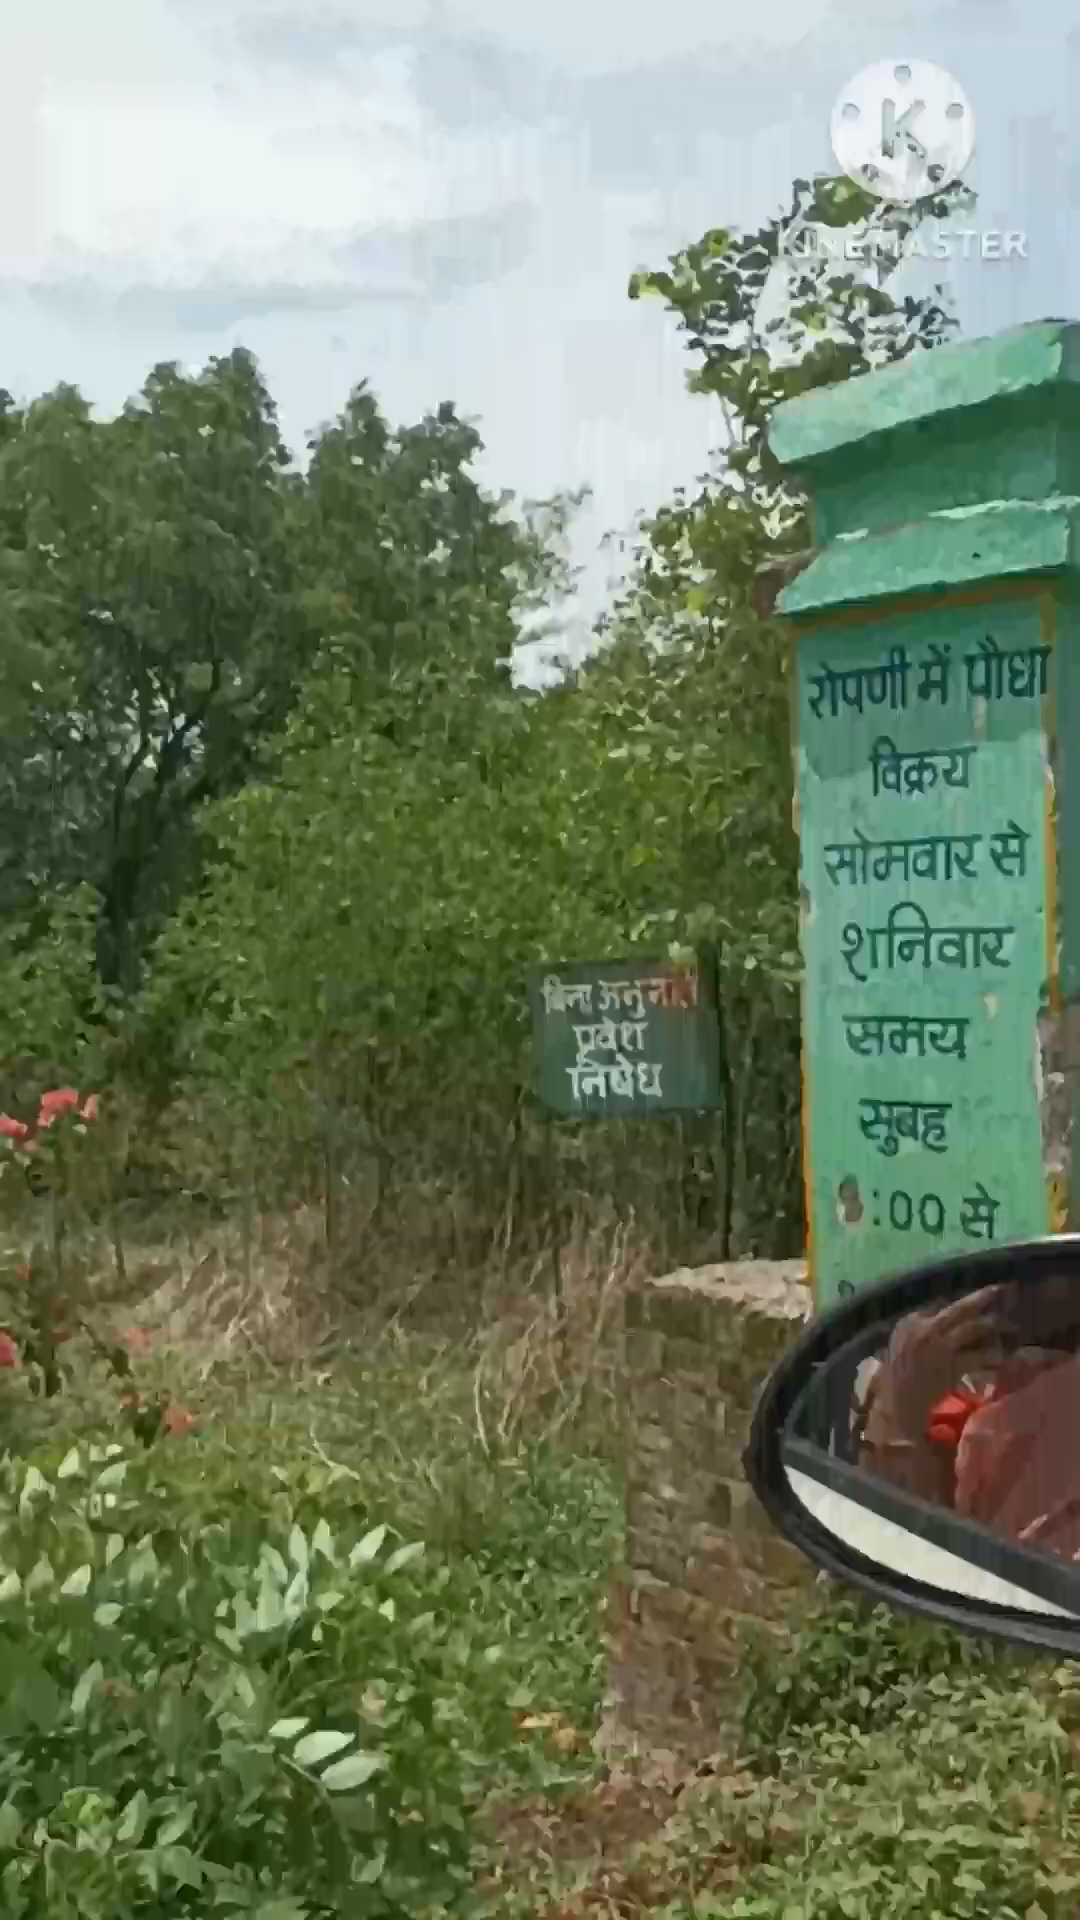 KINEMASTER
रोपणी में पौधा
विक्रय
सोमवार से
शनिवार
समय
सुबह
:00 से
बिना
प्रवेश
निषेध